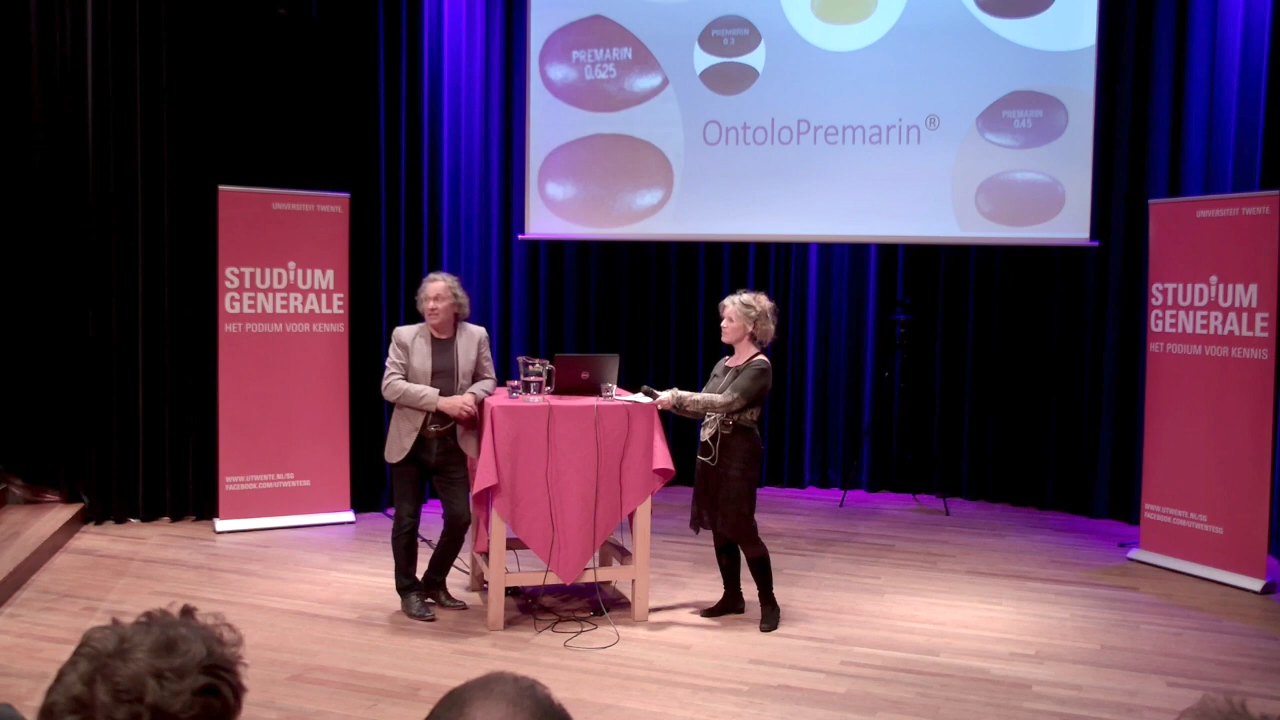 PREMARIN
0.625
PREMARIN
0.3
OntoloPremarin®
PREMARIN
0.45
UNIVERSITEIT TWENTE.
STUDIUM
GENERALE
HET PODIUM VOOR KENNIS
WWW.UTWENTE.NL/SG
FACEBOOK.COM/UTWENTESG
UNIVERSITEIT TWENTE.
STUDIUM
GENERALE
HET PODIUM VOOR KENNIS
WWW.UTWENTE.NL/SG
FACEBOOK.COM/UTWENTESG